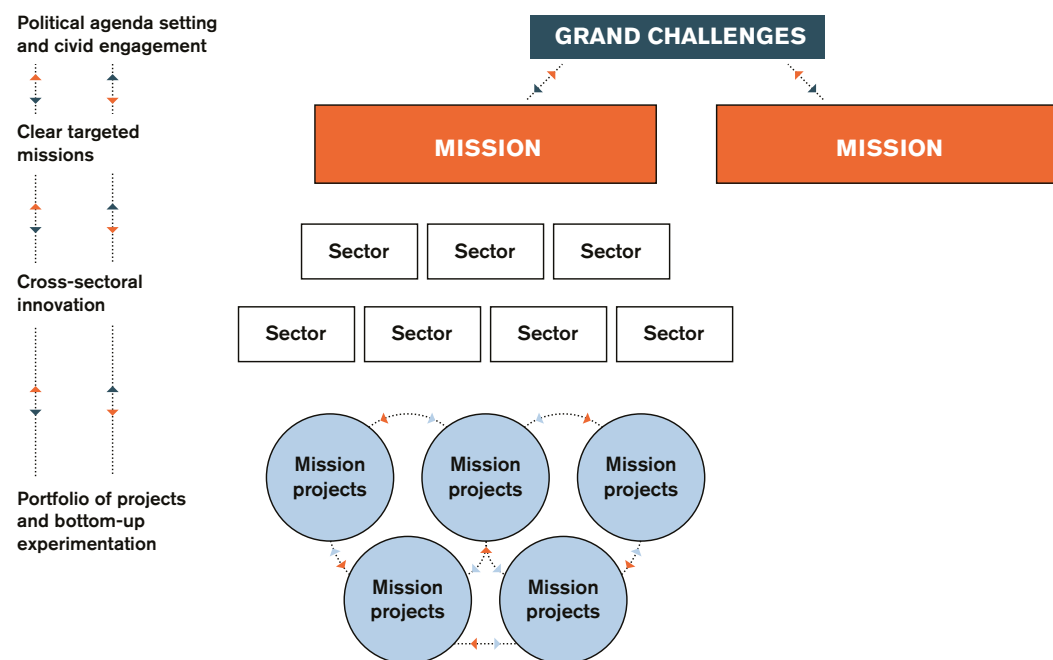 Political agenda setting
and civid engagement
GRAND CHALLENGES
Clear targeted
missions
MISSION
MISSION
Sector
Sector
Sector
Cross-sectoral
innovation
Sector
Sector
Sector
Sector
Mission
projects
Mission
projects
Mission
projects
Portfolio of projects
and bottom-up
experimentation
Mission
projects
Mission
projects